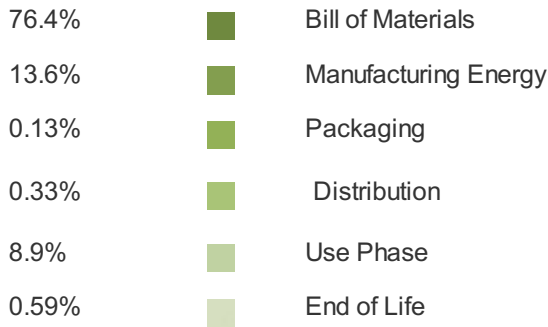 76.4% Bill of Materials
13.6% Manufacturing Energy
0.13% Packaging
0.33% Distribution
8.9% Use Phase
0.59% End of Life